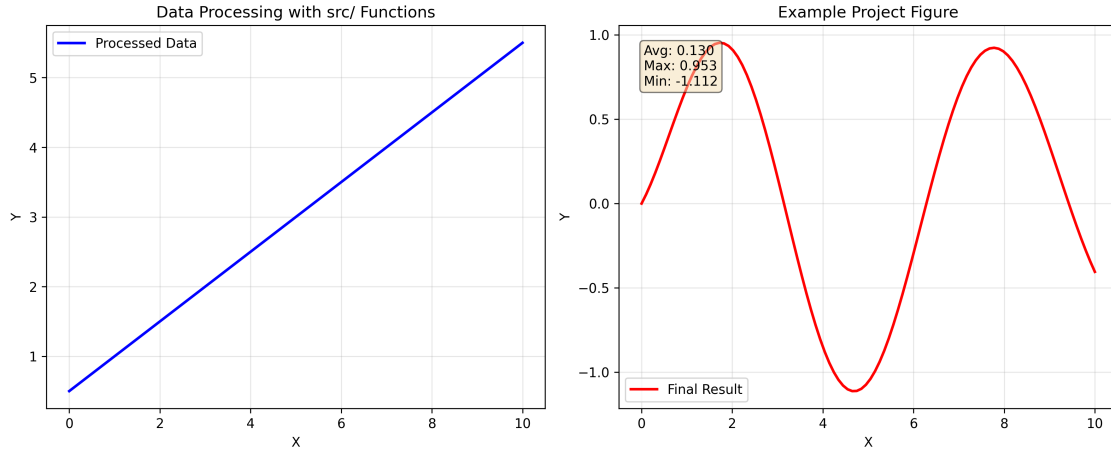 Data Processing with src/ Functions
Processed Data
5
4
3
2
1
Y
0
2
4
6
8
10
X
Example Project Figure
Avg: 0.130
Max: 0.953
Min: -1.112
1.0
0.5
0.0
−0.5
−1.0
Y
Final Result
0
2
4
6
8
10
X